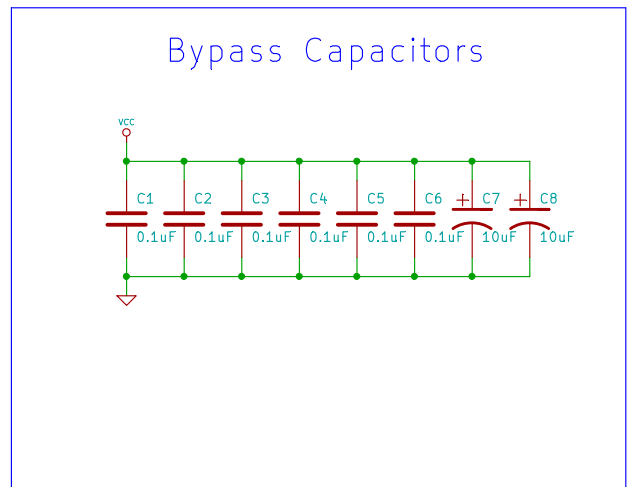 Bypass Capacitors
VCC
C1 C2 C3 C4 C5 C6 C7 C8
0.1uF 0.1uF 0.1uF 0.1uF 0.1uF 0.1uF 10uF 10uF